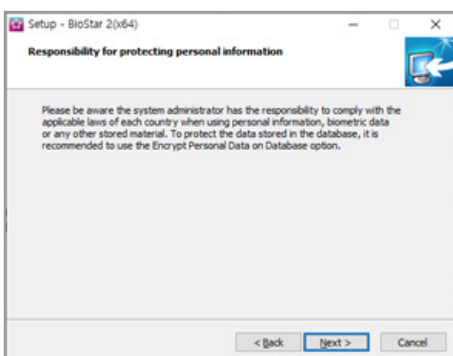 Setup - BioStar 2(x64)
Responsibility for protecting personal information
Please be aware the system administrator has the responsibility to comply with the
applicable laws of each country when using personal information, biometric data
or any other stored material. To protect the data stored in the database, it is
recommended to use the Encrypt Personal Data on Database option.
< Back Next > Cancel